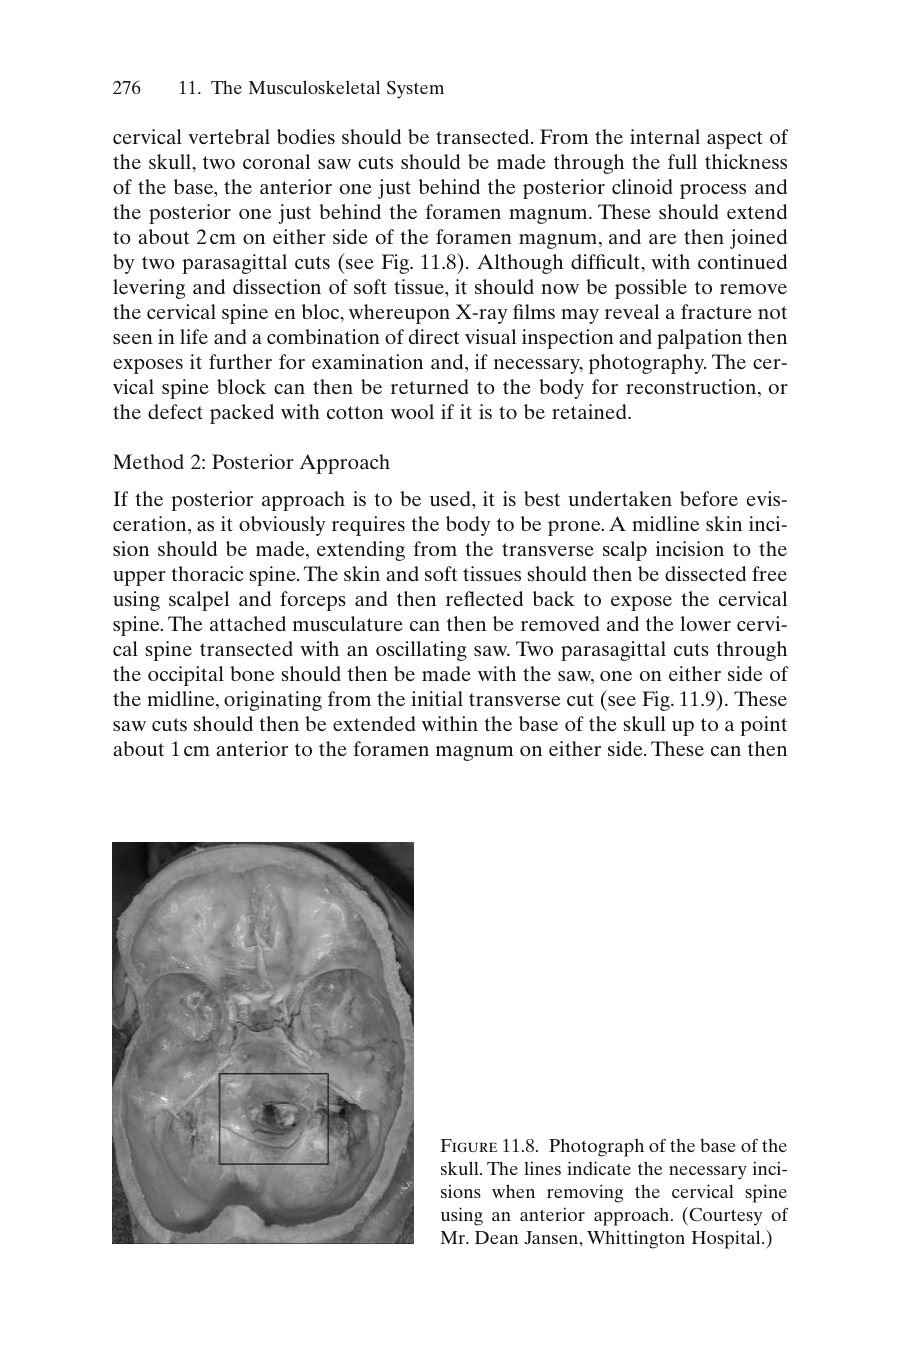 276 11. The Musculoskeletal System
cervical vertebral bodies should be transected. From the internal aspect of
the skull, two coronal saw cuts should be made through the full thickness
of the base, the anterior one just behind the posterior clinoid process and
the posterior one just behind the foramen magnum. These should extend
to about 2 cm on either side of the foramen magnum, and are then joined
by two parasagittal cuts (see Fig. 11.8). Although difficult, with continued
levering and dissection of soft tissue, it should now be possible to remove
the cervical spine en bloc, whereupon X-ray films may reveal a fracture not
seen in life and a combination of direct visual inspection and palpation then
exposes it further for examination and, if necessary, photography. The cer-
vical spine block can then be returned to the body for reconstruction, or
the defect packed with cotton wool if it is to be retained.
Method 2: Posterior Approach
If the posterior approach is to be used, it is best undertaken before evis-
ceration, as it obviously requires the body to be prone. A midline skin inci-
sion should be made, extending from the transverse scalp incision to the
upper thoracic spine. The skin and soft tissues should then be dissected free
using scalpel and forceps and then reflected back to expose the cervical
spine. The attached musculature can then be removed and the lower cervi-
cal spine transected with an oscillating saw. Two parasagittal cuts through
the occipital bone should then be made with the saw, one on either side of
the midline, originating from the initial transverse cut (see Fig. 11.9). These
saw cuts should then be extended within the base of the skull up to a point
about 1 cm anterior to the foramen magnum on either side. These can then
FIGURE 11.8. Photograph of the base of the
skull. The lines indicate the necessary inci-
sions when removing the cervical spine
using an anterior approach. (Courtesy of
Mr. Dean Jansen, Whittington Hospital.)